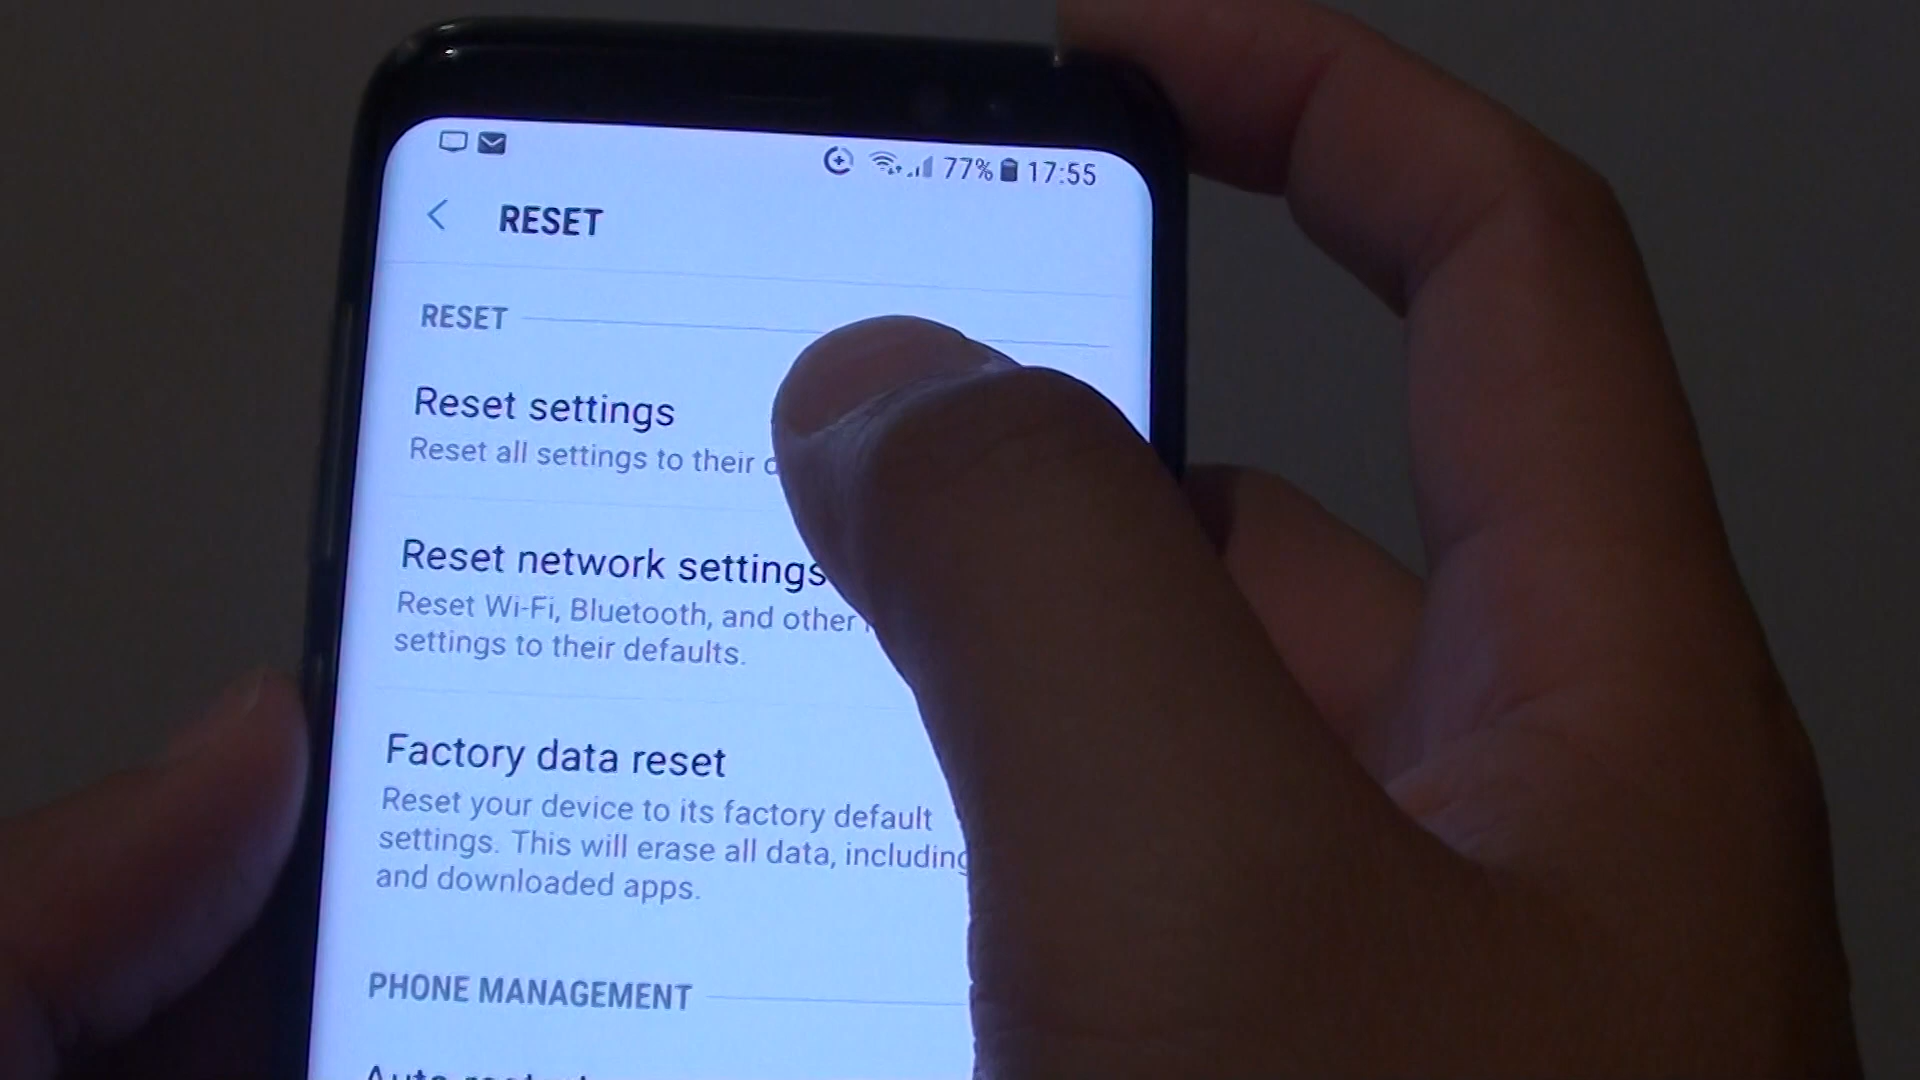 77% 17:55
RESET
RESET
Reset settings
Reset all settings to their
Reset network settings
Reset Wi-Fi, Bluetooth, and other
settings to their defaults.
Factory data reset
Reset your device to its factory default
settings. This will erase all data, including
and downloaded apps.
PHONE MANAGEMENT
Auto restart